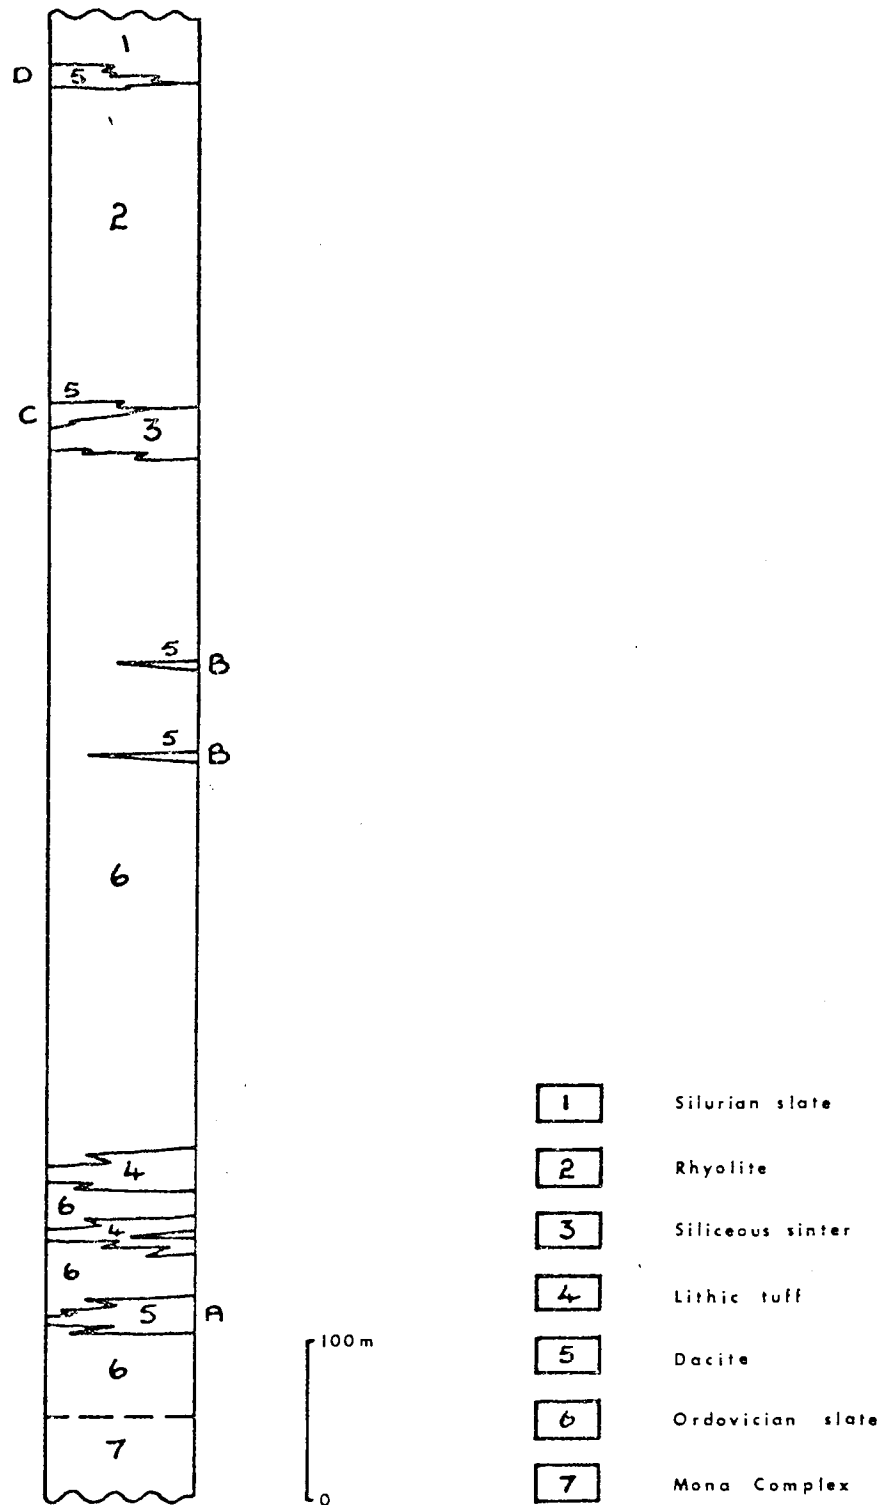 1
D 5
2
5
C
3
5 B
5 B
6
4
6
4
6
5 A
6
7
100 m
0
1 Silurian slate
2 Rhyolite
3 Siliceous sinter
4 Lithic tuff
5 Dacite
6 Ordovician slate
7 Mona Complex